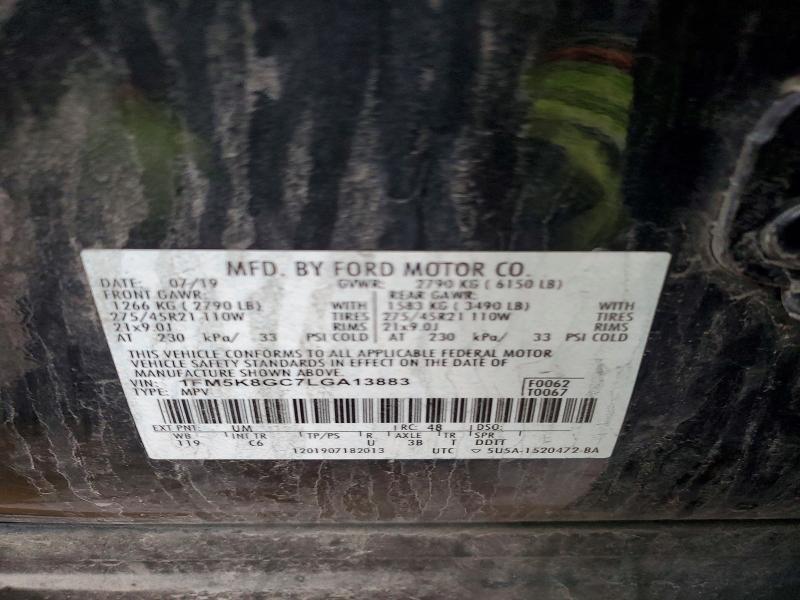 MFD. BY FORD MOTOR CO.
DATE: 07/19 GVWR: 2790 KG ( 6150 LB)
FRONT GAWR: REAR GAWR:
1266 KG ( 2790 LB) WITH 1583 KG ( 3490 LB) WITH
275/45R21 110W TIRES 275/45R21 110W TIRES
21x9.0J RIMS 21x9.0J RIMS
AT 230 kPa/ 33 PSI COLD AT 230 kPa/ 33 PSI COLD
THIS VEHICLE CONFORMS TO ALL APPLICABLE FEDERAL MOTOR
VEHICLE SAFETY STANDARDS IN EFFECT ON THE DATE OF
MANUFACTURE SHOWN ABOVE.
VIN: 1FM5K8GC7LGA13883 F0062
TYPE: MPV T0067
EXT PNT: UM RC: 48 DSO:
WB INT TR TP/PS R AXLE TR SPR
119 C6 U 3B T DDTT
1201907182013 UTC ▽ 5U5A-1520472-BA